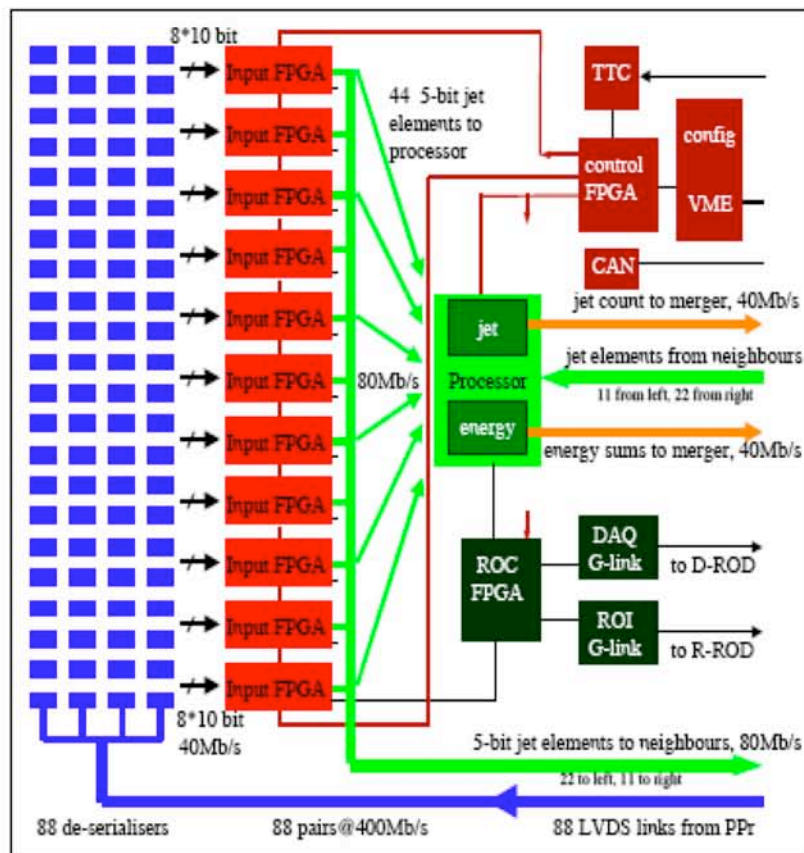 8*10 bit
Input FPGA
Input FPGA
Input FPGA
Input FPGA
Input FPGA
Input FPGA
Input FPGA
Input FPGA
Input FPGA
Input FPGA
Input FPGA
8*10 bit
40Mb/s
44 5-bit jet
elements to
processor
80Mb/s
TTC
control
FPGA
config
VME
CAN
jet count to merger, 40Mb/s
jet
Processor
energy
jet elements from neighbours
11 from left, 22 from right
energy sums to merger, 40Mb/s
ROC
FPGA
DAQ
G-link
to D-ROD
ROI
G-link
to R-ROD
5-bit jet elements to neighbours, 80Mb/s
22 to left, 11 to right
88 de-serialisers
88 pairs@400Mb/s
88 LVDS links from PPr